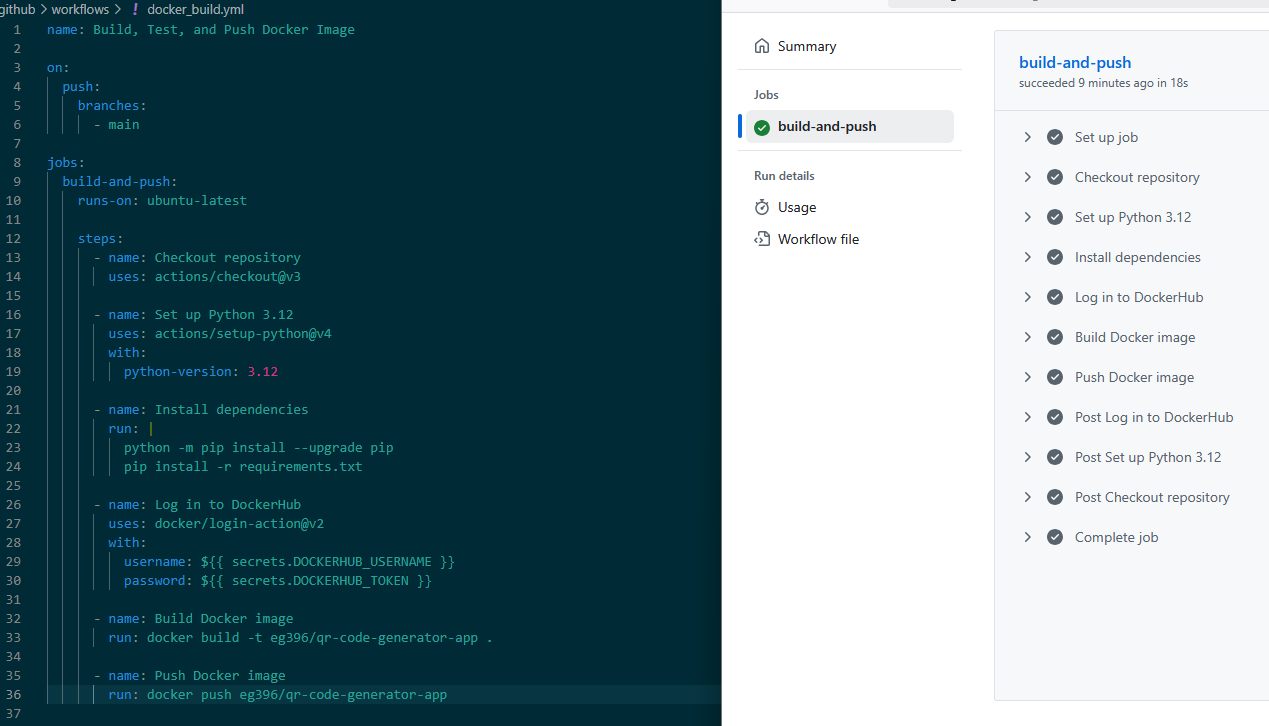 github > workflows > ! docker_build.yml
1 name: Build, Test, and Push Docker Image
2
3 on:
4 push:
5 branches:
6 - main
7
8 jobs:
9 build-and-push:
10 runs-on: ubuntu-latest
11
12 steps:
13 - name: Checkout repository
14 uses: actions/checkout@v3
15
16 - name: Set up Python 3.12
17 uses: actions/setup-python@v4
18 with:
19 python-version: 3.12
20
21 - name: Install dependencies
22 run: |
23 python -m pip install --upgrade pip
24 pip install -r requirements.txt
25
26 - name: Log in to DockerHub
27 uses: docker/login-action@v2
28 with:
29 username: ${{ secrets.DOCKERHUB_USERNAME }}
30 password: ${{ secrets.DOCKERHUB_TOKEN }}
31
32 - name: Build Docker image
33 run: docker build -t eg396/qr-code-generator-app .
34
35 - name: Push Docker image
36 run: docker push eg396/qr-code-generator-app
37
Summary
Jobs
build-and-push
Run details
Usage
Workflow file
build-and-push
succeeded 9 minutes ago in 18s
Set up job
Checkout repository
Set up Python 3.12
Install dependencies
Log in to DockerHub
Build Docker image
Push Docker image
Post Log in to DockerHub
Post Set up Python 3.12
Post Checkout repository
Complete job